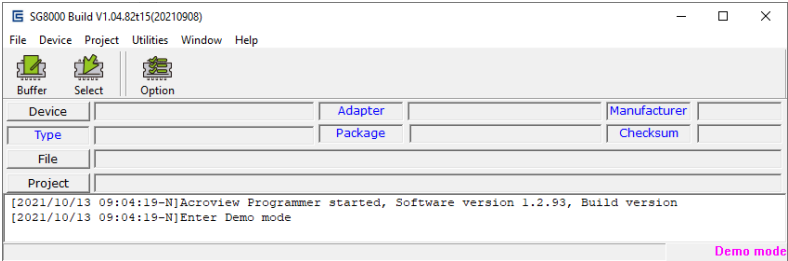 SG8000 Build V1.04.82t15(20210908)
File Device Project Utilities Window Help
Buffer Select Option
Device Adapter Manufacturer
Type Package Checksum
File
Project
[2021/10/13 09:04:19-N]Acroview Programmer started, Software version 1.2.93, Build version
[2021/10/13 09:04:19-N]Enter Demo mode
Demo mode